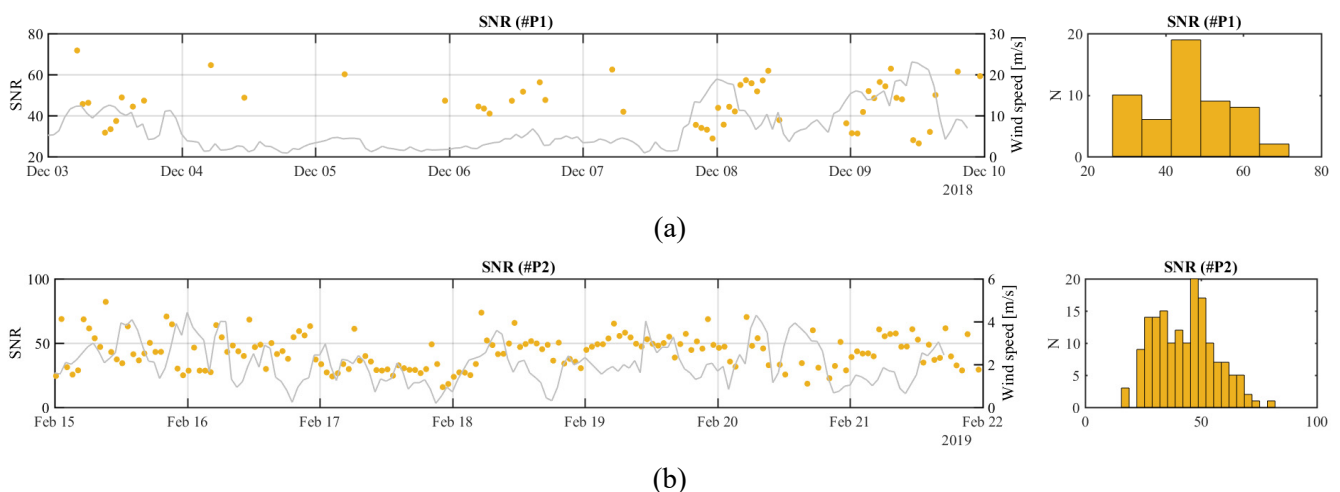 SNR (#P1)
80
60
40
20
SNR
30
20
10
0
Wind speed [m/s]
Dec 03
Dec 04
Dec 05
Dec 06
Dec 07
Dec 08
Dec 09
Dec 10
2018
SNR (#P1)
20
10
0
N
20
40
60
80
(a)
SNR (#P2)
100
50
0
SNR
6
4
2
0
Wind speed [m/s]
Feb 15
Feb 16
Feb 17
Feb 18
Feb 19
Feb 20
Feb 21
Feb 22
2019
SNR (#P2)
20
15
10
5
0
N
0
50
100
(b)